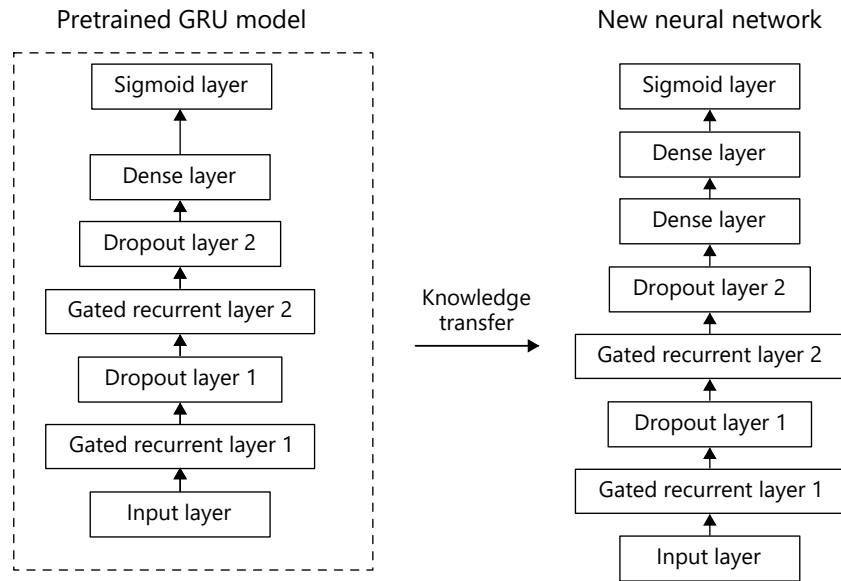 Pretrained GRU model
Sigmoid layer
Dense layer
Dropout layer 2
Gated recurrent layer 2
Dropout layer 1
Gated recurrent layer 1
Input layer
Knowledge
transfer
New neural network
Sigmoid layer
Dense layer
Dense layer
Dropout layer 2
Gated recurrent layer 2
Dropout layer 1
Gated recurrent layer 1
Input layer